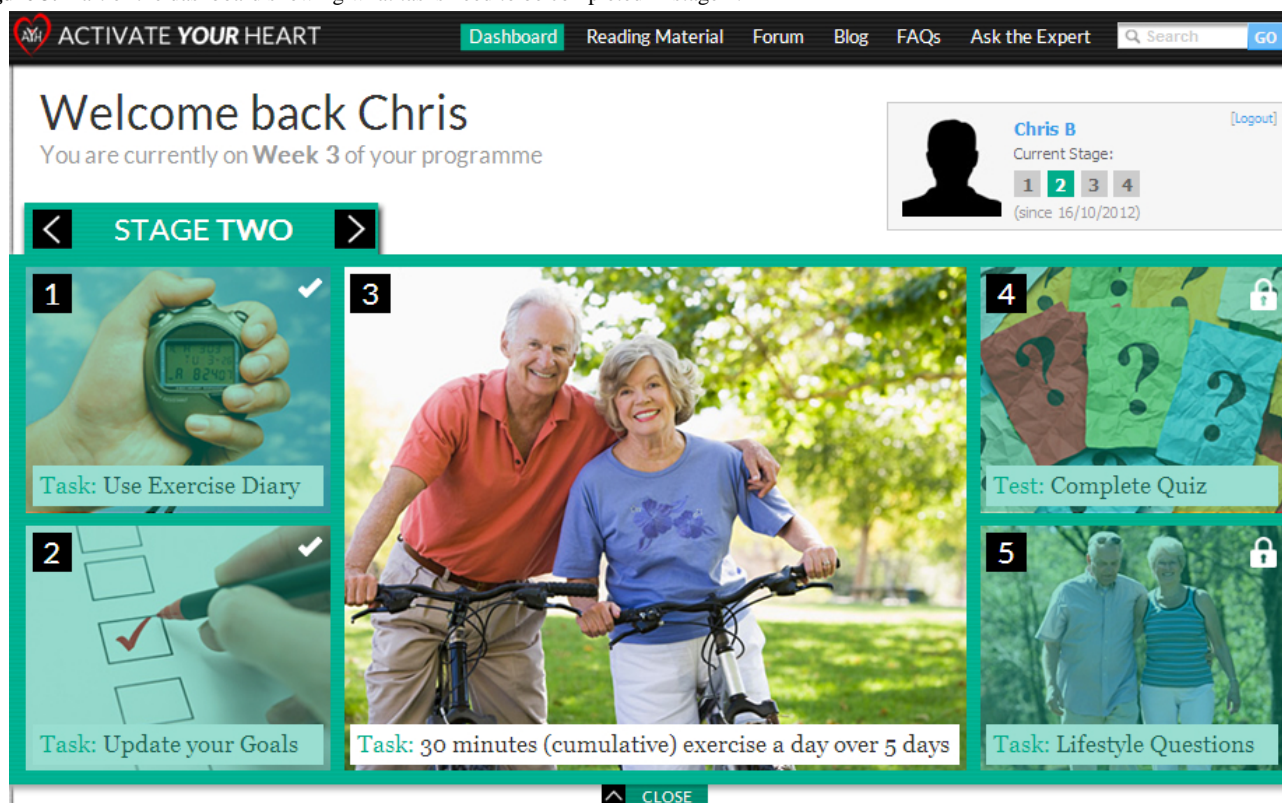 AYH ACTIVATE YOUR HEART
Dashboard Reading Material Forum Blog FAQs Ask the Expert Search GO
Welcome back Chris
You are currently on Week 3 of your programme
[Logout]
Chris B
Current Stage:
1 2 3 4
(since 16/10/2012)
STAGE TWO
1
Task: Use Exercise Diary
2
Task: Update your Goals
3
Task: 30 minutes (cumulative) exercise a day over 5 days
4
Test: Complete Quiz
5
Task: Lifestyle Questions
CLOSE